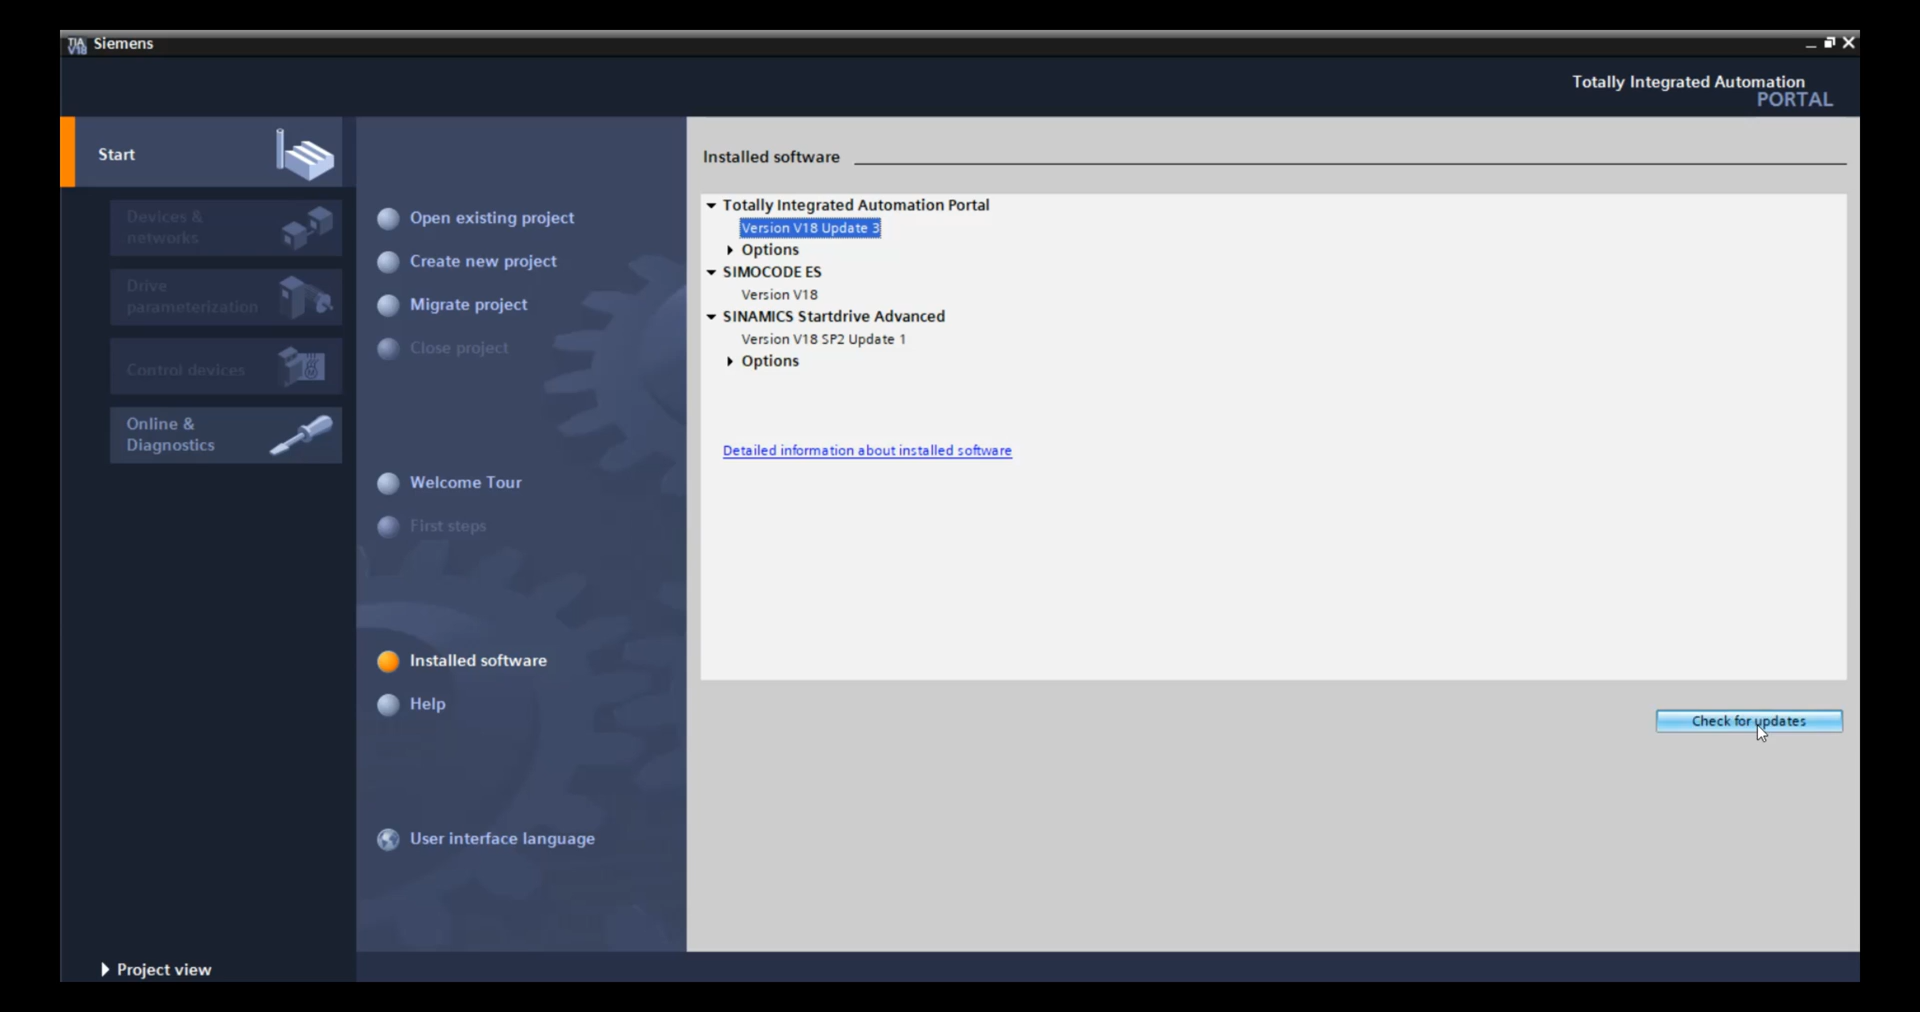 TIA V18 Siemens
Totally Integrated Automation
PORTAL
Start
Devices &
networks
Drive
parameterization
Control devices
Online &
Diagnostics
Project view
Open existing project
Create new project
Migrate project
Close project
Welcome Tour
First steps
Installed software
Help
User interface language
Installed software
Totally Integrated Automation Portal
Version V18 Update 3
Options
SIMOCODE ES
Version V18
SINAMICS Startdrive Advanced
Version V18 SP2 Update 1
Options
Detailed information about installed software
Check for updates